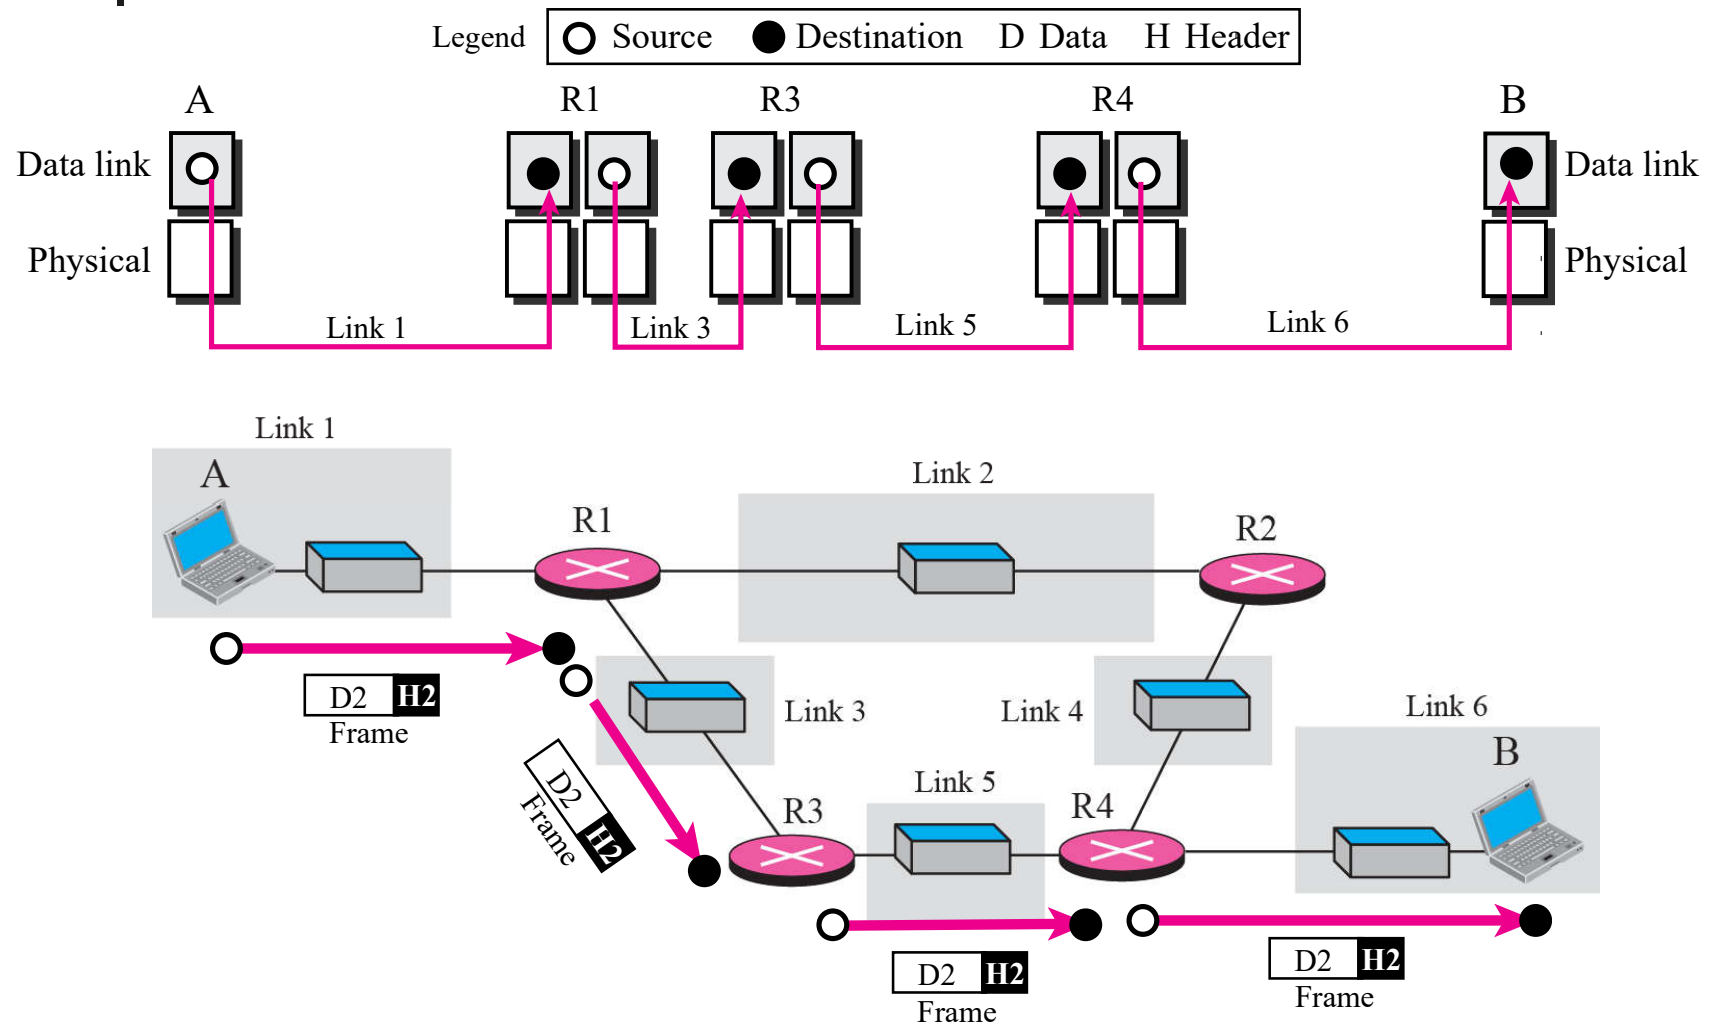 Legend Source Destination D Data H Header
A R1 R3 R4 B
Data link Data link
Physical Physical
Link 1 Link 3 Link 5 Link 6
Link 1
A
Link 2
R1
R2
Link 3
Link 4
Link 6
B
D2 H2
Frame
D2 H2
Frame
Link 5
R3
R4
D2 H2
Frame
D2 H2
Frame